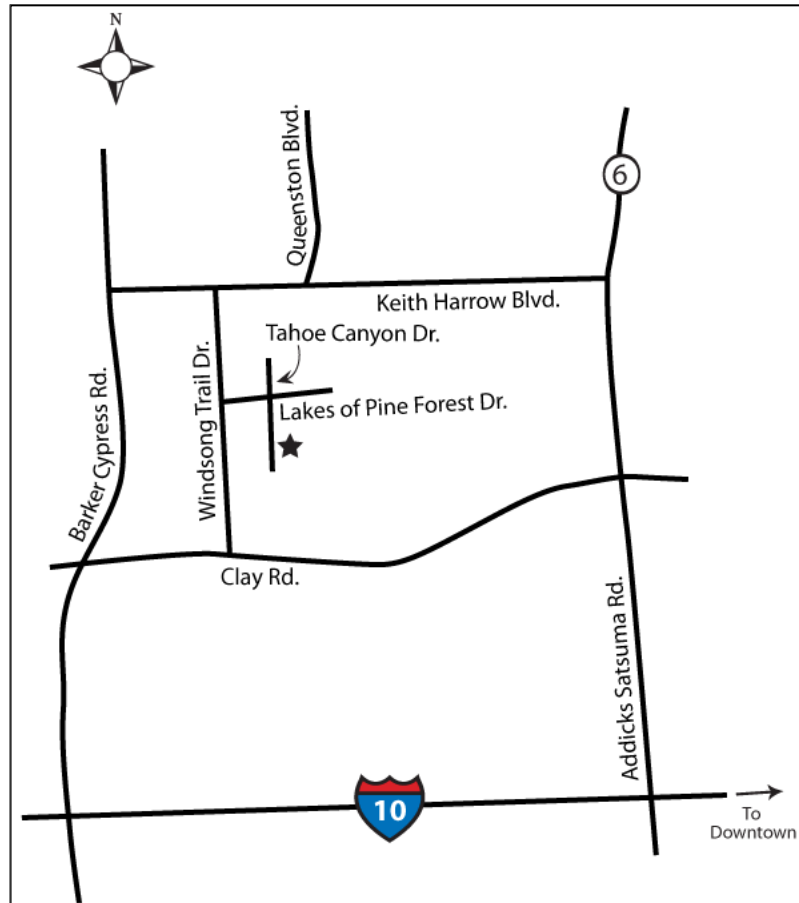 N
Queenston Blvd.
6
Keith Harrow Blvd.
Tahoe Canyon Dr.
Windsong Trail Dr.
Lakes of Pine Forest Dr.
Barker Cypress Rd.
Clay Rd.
Addicks Satsuma Rd.
10
To
Downtown